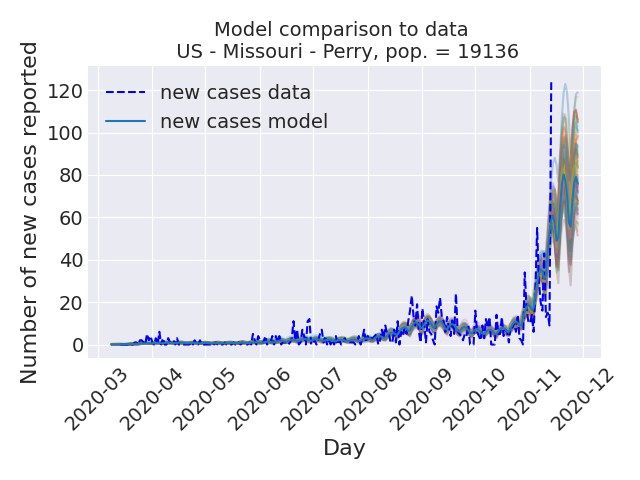 Model comparison to data
US - Missouri - Perry, pop. = 19136
new cases data
new cases model
Number of new cases reported
120
100
80
60
40
20
0
2020-03
2020-04
2020-05
2020-06
2020-07
2020-08
2020-09
2020-10
2020-11
2020-12
Day